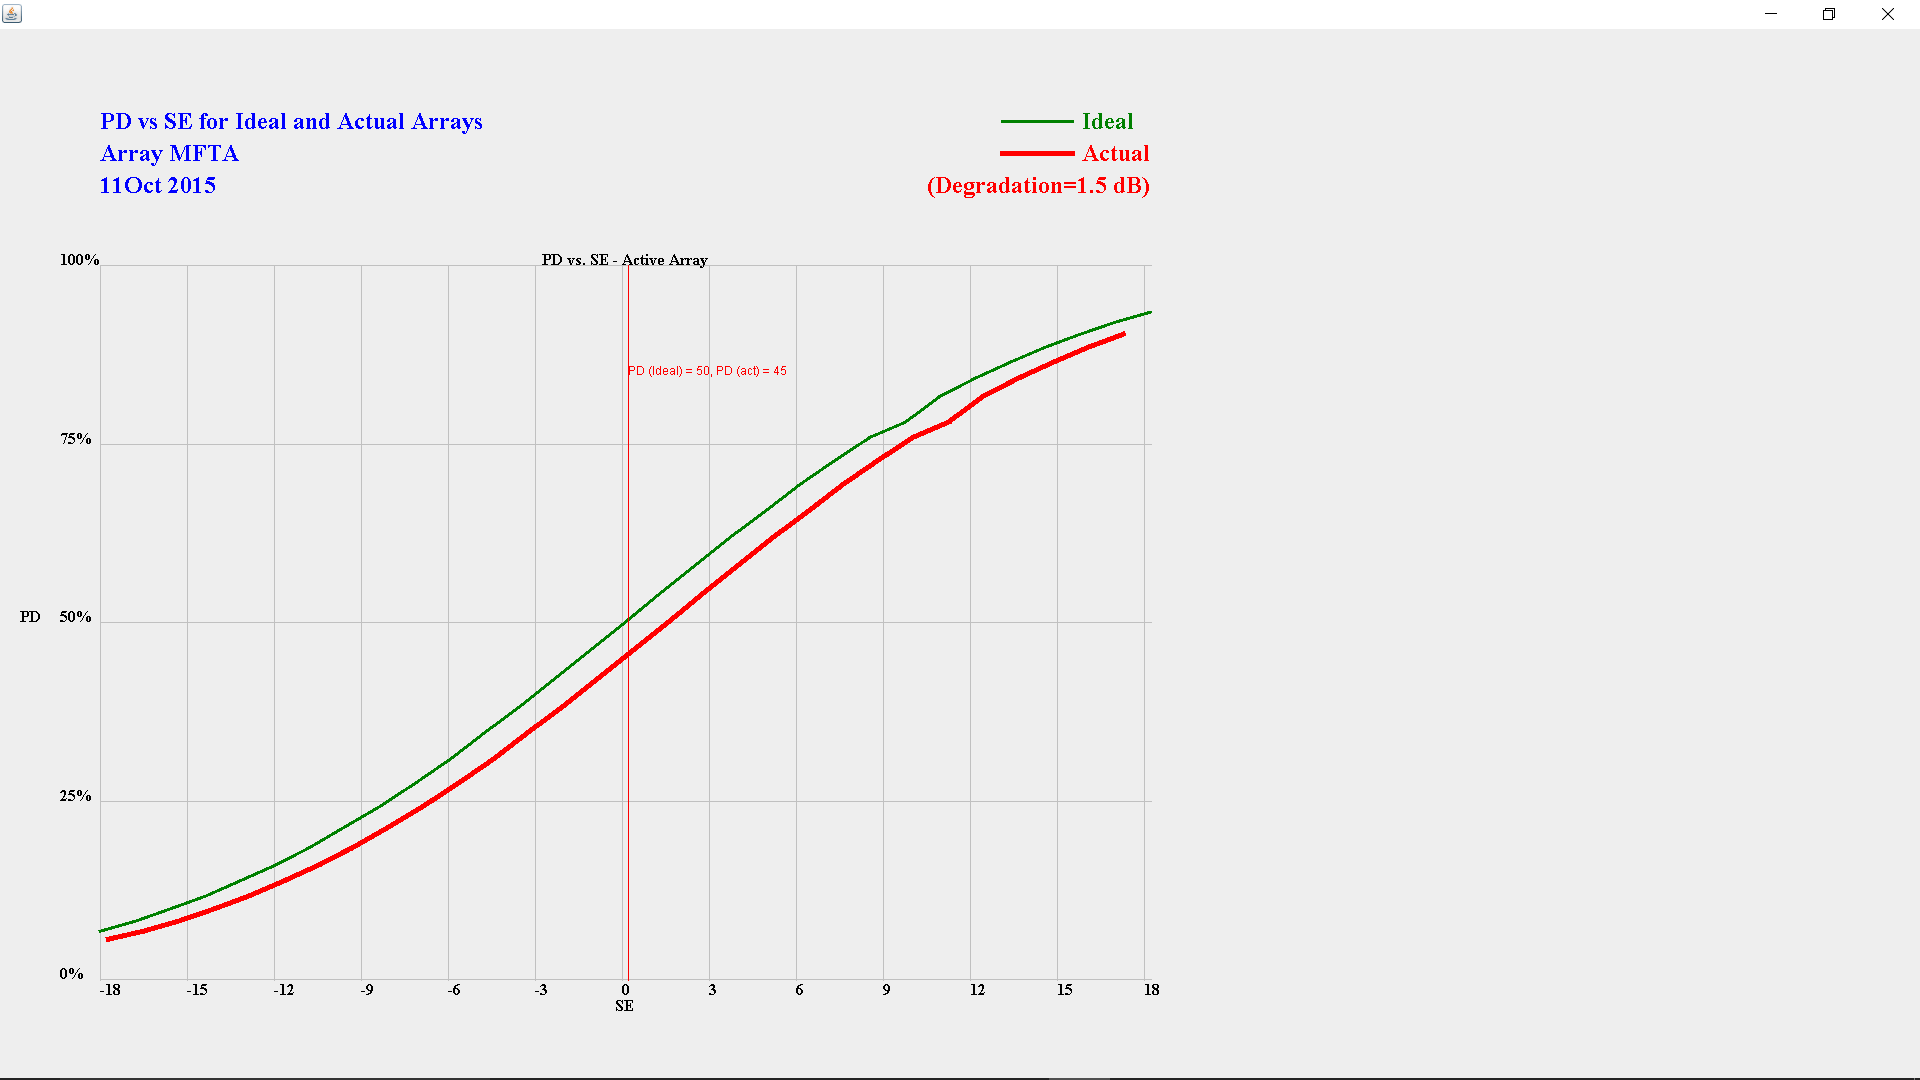 PD vs SE for Ideal and Actual Arrays
Array MFTA
11Oct 2015
Ideal
Actual
(Degradation=1.5 dB)
PD vs. SE - Active Array
100%
PD (Ideal) = 50, PD (act) = 45
75%
PD 50%
25%
0%
-18 -15 -12 -9 -6 -3 0 3 6 9 12 15 18
SE